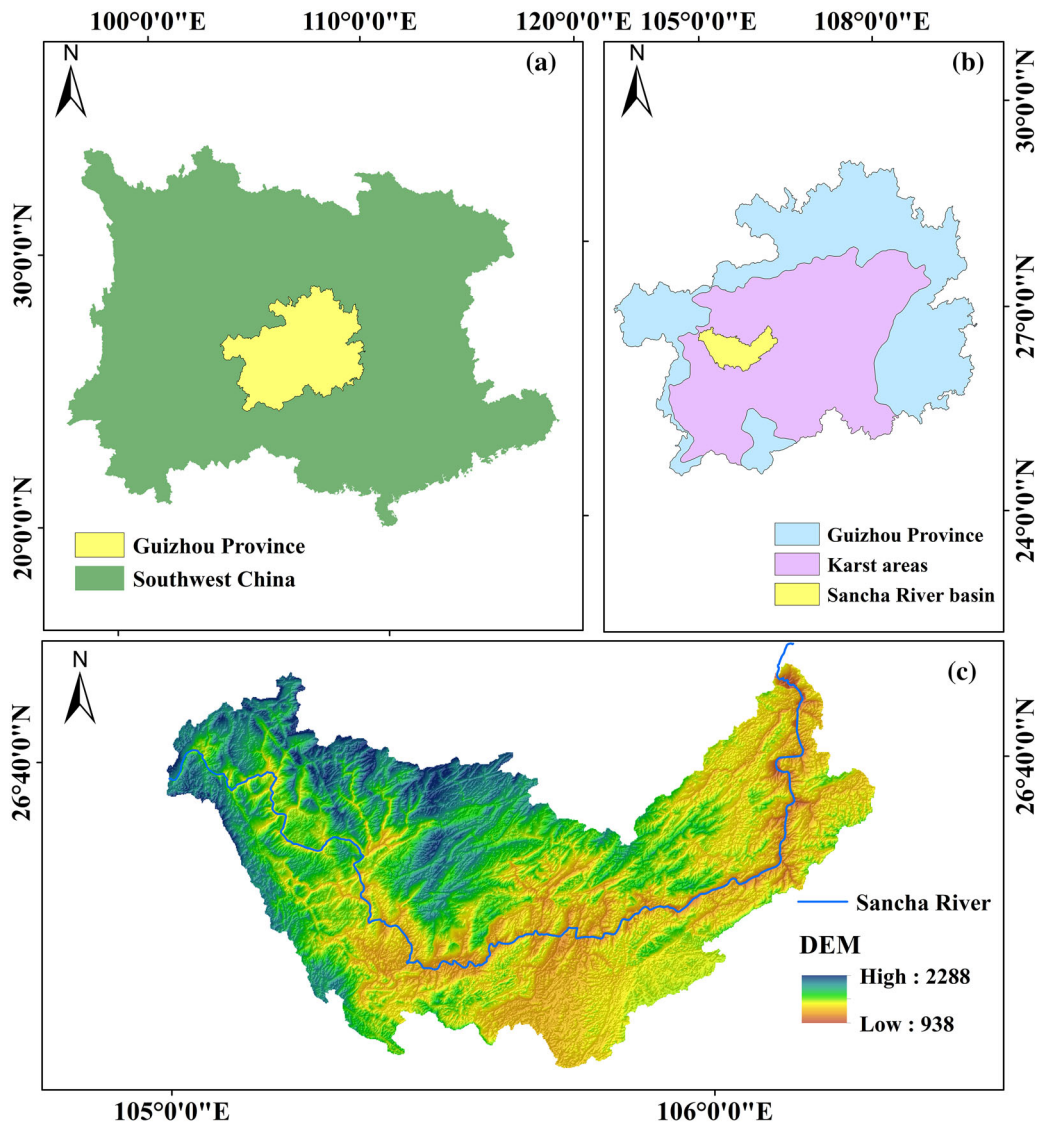 100°0'0"E 110°0'0"E 120°0'0"E
105°0'0"E 108°0'0"E
N
(a)
30°0'0"N
20°0'0"N
Guizhou Province
Southwest China
N
(b)
30°0'0"N
27°0'0"N
24°0'0"N
Guizhou Province
Karst areas
Sancha River basin
N
(c)
26°40'0"N
26°40'0"N
Sancha River
DEM
High : 2288
Low : 938
105°0'0"E 106°0'0"E